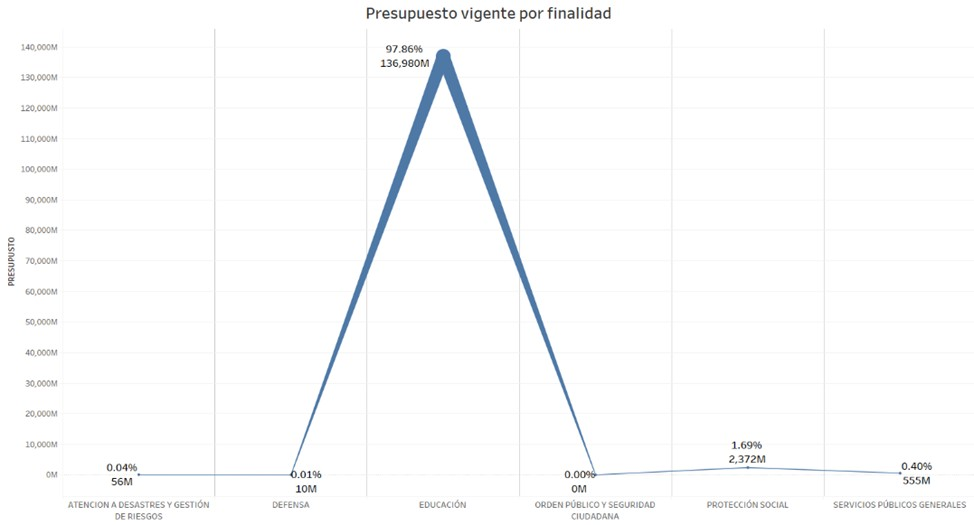 Presupuesto vigente por finalidad
PRESUPUSTO
140,000M
130,000M
120,000M
110,000M
100,000M
90,000M
80,000M
70,000M
60,000M
50,000M
40,000M
30,000M
20,000M
10,000M
0M
0.04%
56M
0.01%
10M
97.86%
136,980M
0.00%
0M
1.69%
2,372M
0.40%
555M
ATENCION A DESASTRES Y GESTIÓN
DE RIESGOS
DEFENSA
EDUCACIÓN
ORDEN PÚBLICO Y SEGURIDAD
CIUDADANA
PROTECCIÓN SOCIAL
SERVICIOS PÚBLICOS GENERALES